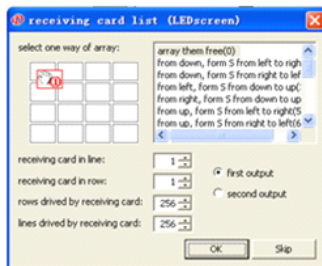 receiving card list (LEDscreen)
select one way of array:
array them free(0)
from down, form S from left to righ
from down, form S from right to lef
from left, form S from down to up(
from right, form S from down to up
from up, form S from left to right(5
from up, form S from right to left(6
receiving card in line: 1
receiving card in row: 1
rows drived by receiving card: 256
lines drived by receiving card: 256
first output
second output
OK
Skip